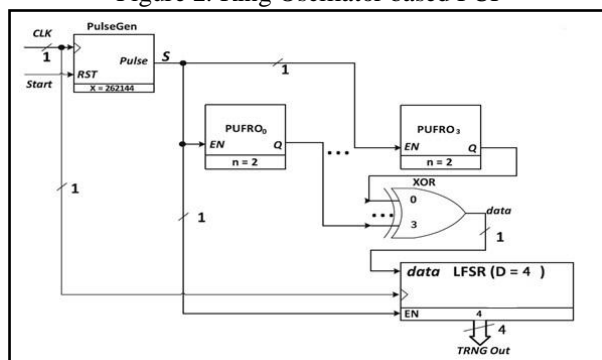 Figure 2. Ring Oscillator based PUF
PulseGen
CLK
1
Pulse
S
1
Start
RST
X = 262144
PUFRO0
EN Q
n = 2
...
PUFRO3
EN Q
n = 2
XOR
0
...
3
data
1
1
1
data LFSR (D = 4 )
EN
4
4
TRNG Out